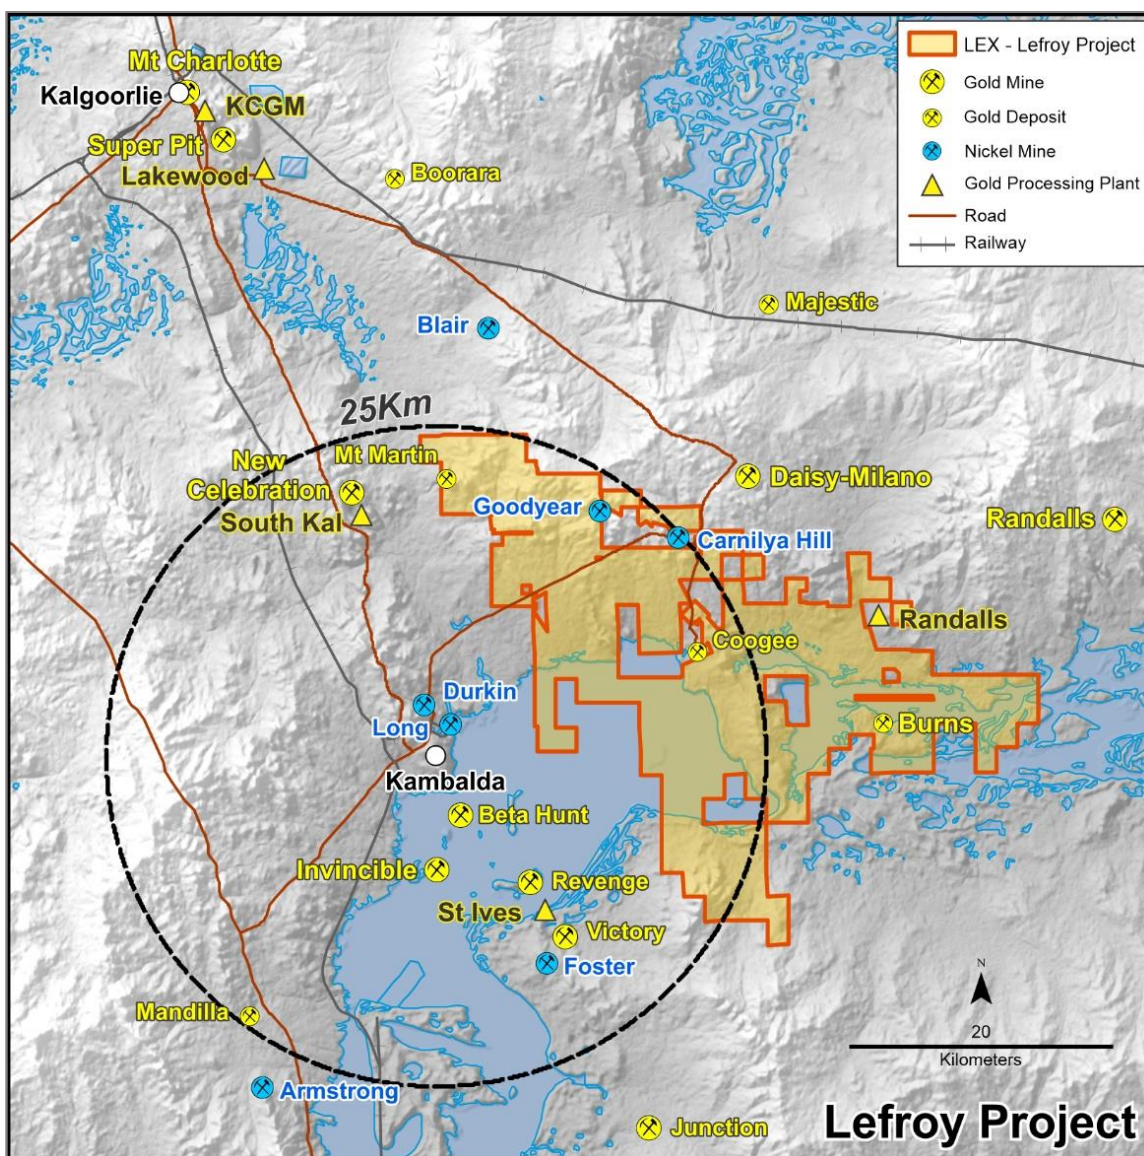 Mt Charlotte
Kalgoorlie
KCGM
Super Pit
Lakewood
Boorara
LEX - Lefroy Project
Gold Mine
Gold Deposit
Nickel Mine
Gold Processing Plant
Road
Railway
Majestic
Blair
25Km
Mt Martin
New
Celebration
South Kal
Goodyear
Daisy-Milano
Carnilya Hill
Randalls
Randalls
Coogee
Durkin
Long
Burns
Kambalda
Beta Hunt
Invincible
Revenge
St Ives
Victory
Foster
Mandilla
Armstrong
Junction
N
20
Kilometers
Lefroy Project